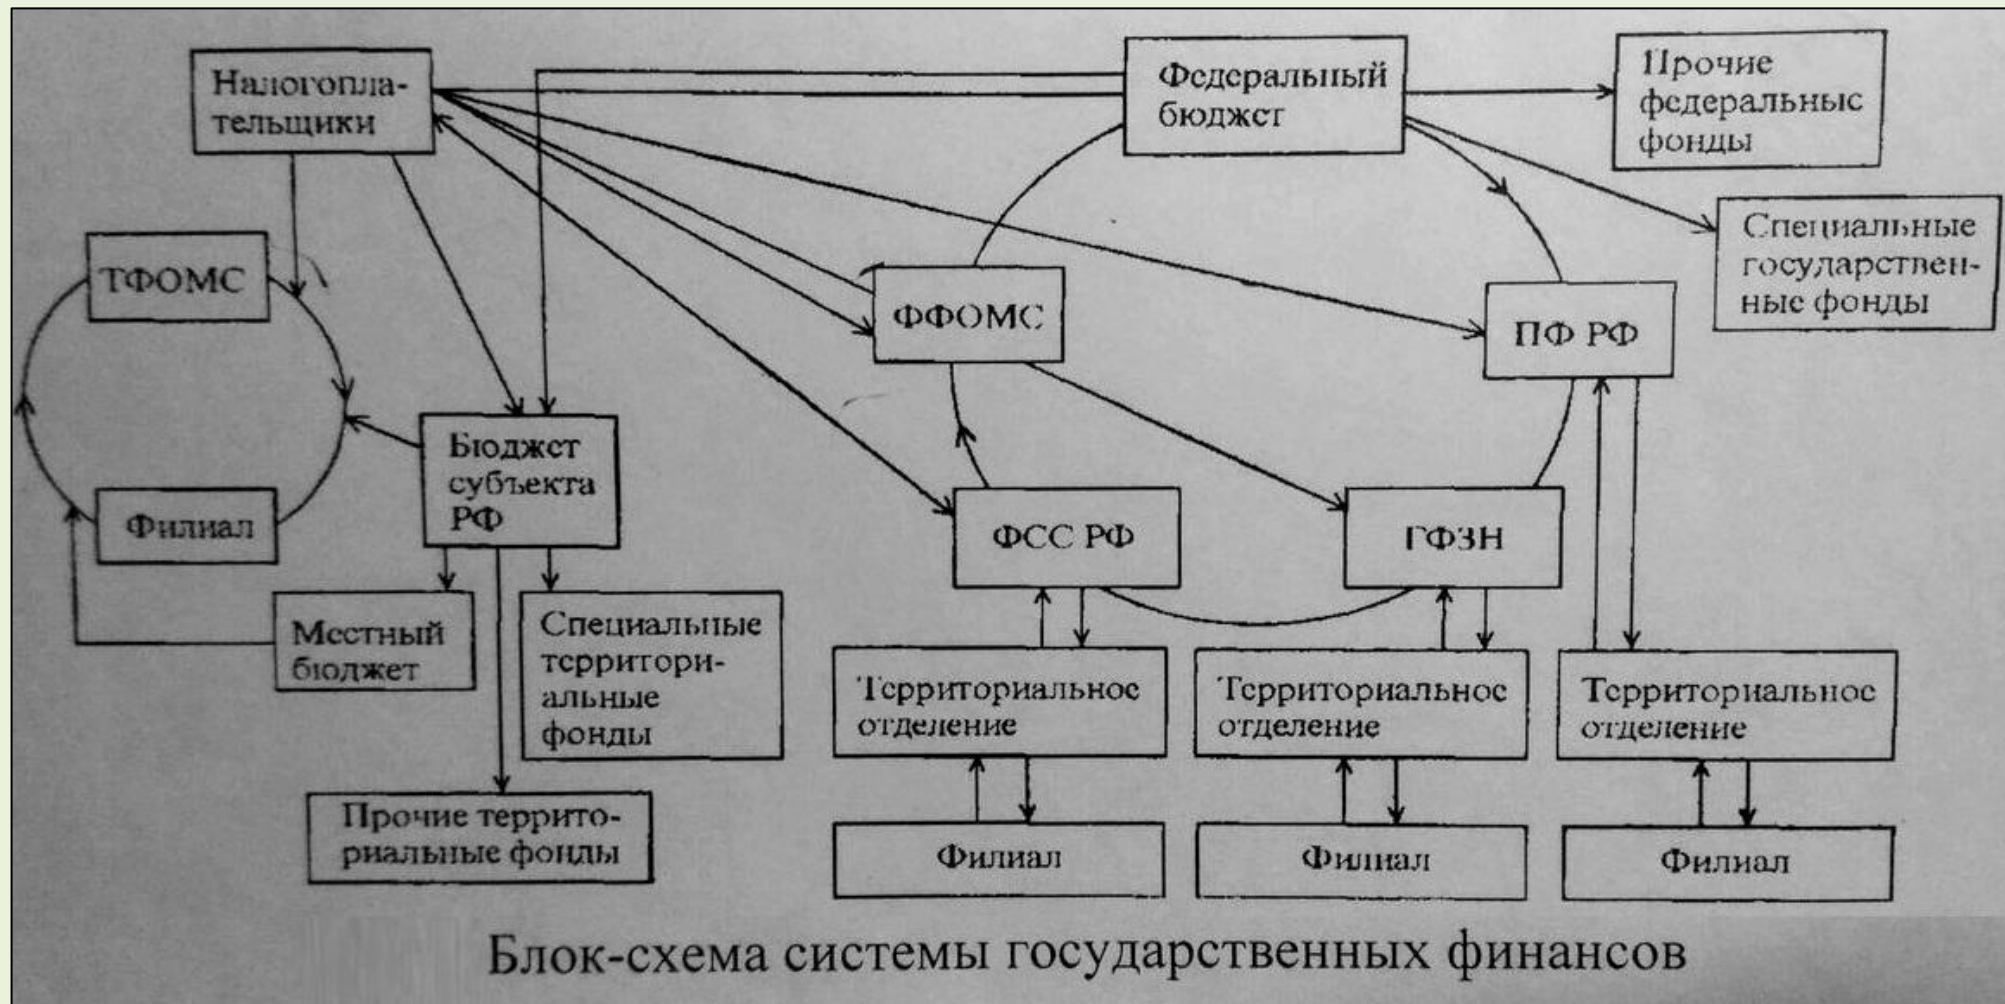 Налогопла-
тельщики
Федеральный
бюджет
Прочие
федеральные
фонды
Специальные
государствен-
ные фонды
ТФОМС
ФФОМС
ПФ РФ
Бюджет
субъекта
РФ
Филиал
ФСС РФ
ГФЗН
Местный
бюджет
Специальные
территори-
альные
фонды
Территориальное
отделение
Территориальное
отделение
Территориальное
отделение
Прочие террито-
риальные фонды
Филиал
Филиал
Филиал
Блок-схема системы государственных финансов